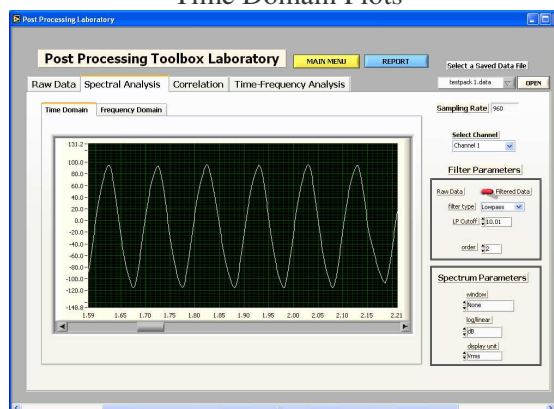 Time Domain Plots
Post Processing Laboratory
Post Processing Toolbox Laboratory
MAIN MENU
REPORT
Select a Saved Data File
testpack 1.data
OPEN
Raw Data
Spectral Analysis
Correlation
Time-Frequency Analysis
Time Domain
Frequency Domain
Sampling Rate 960
Select Channel
Channel 1
Filter Parameters
Raw Data
Filtered Data
filter type Lowpass
LP Cutoff 10.01
order 2
Spectrum Parameters
window
None
log/linear
dB
display unit
Vrms
131.2
100.0
80.0
60.0
40.0
20.0
0.0
-20.0
-40.0
-60.0
-80.0
-100.0
-120.0
-148.8
1.59 1.65 1.70 1.75 1.80 1.85 1.90 1.95 2.00 2.05 2.10 2.15 2.21